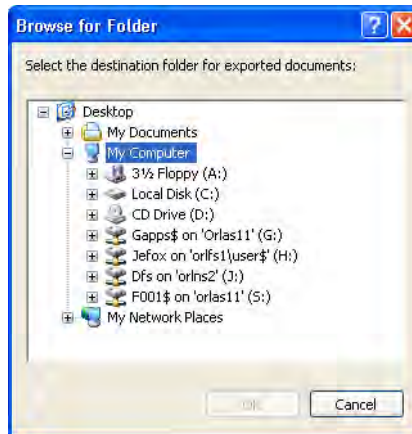 Browse for Folder
Select the destination folder for exported documents:
Desktop
My Documents
My Computer
3½ Floppy (A:)
Local Disk (C:)
CD Drive (D:)
Gapps$ on 'Orlas11' (G:)
Jefox on 'orlfs1\user$' (H:)
Dfs on 'orlns2' (J:)
F001$ on 'orlas11' (S:)
My Network Places
OK
Cancel